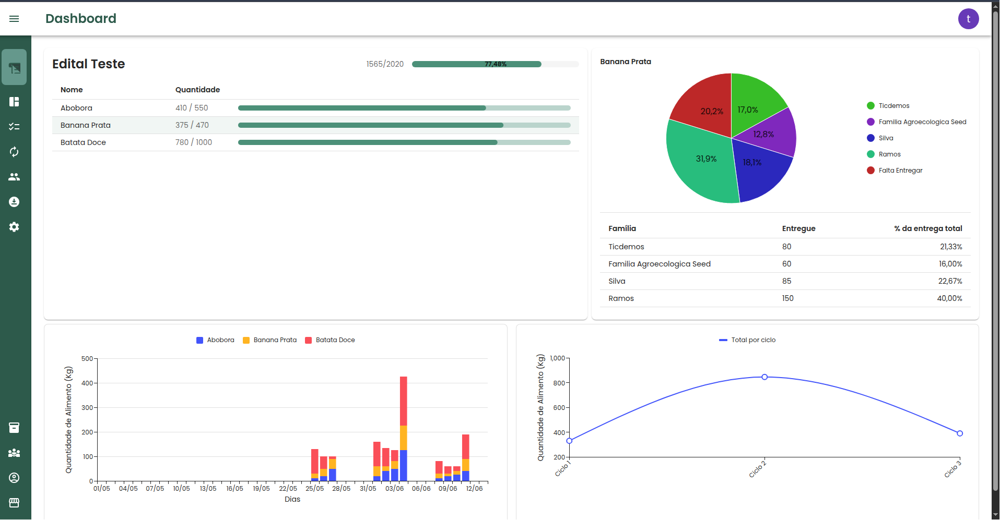 Dashboard
t
Edital Teste
1565/2020
77,48%
Nome Quantidade
Abobora 410 / 550
Banana Prata 375 / 470
Batata Doce 780 / 1000
Banana Prata
20,2%
17,0%
12,8%
31,9%
18,1%
Ticdemos
Familia Agroecologica Seed
Silva
Ramos
Falta Entregar
Família Entregue % da entrega total
Ticdemos 80 21,33%
Familia Agroecologica Seed 60 16,00%
Silva 85 22,67%
Ramos 150 40,00%
Abobora Banana Prata Batata Doce
Quantidade de Alimento (Kg)
500
400
300
200
100
0
01/05 04/05 07/05 10/05 13/05 16/05 19/05 22/05 25/05 28/05 31/05 03/06 06/06 09/06 12/06
Dias
Total por ciclo
Quantidade de Alimento (Kg)
1,000
800
600
400
200
Ciclo 1 Ciclo 2 Ciclo 3